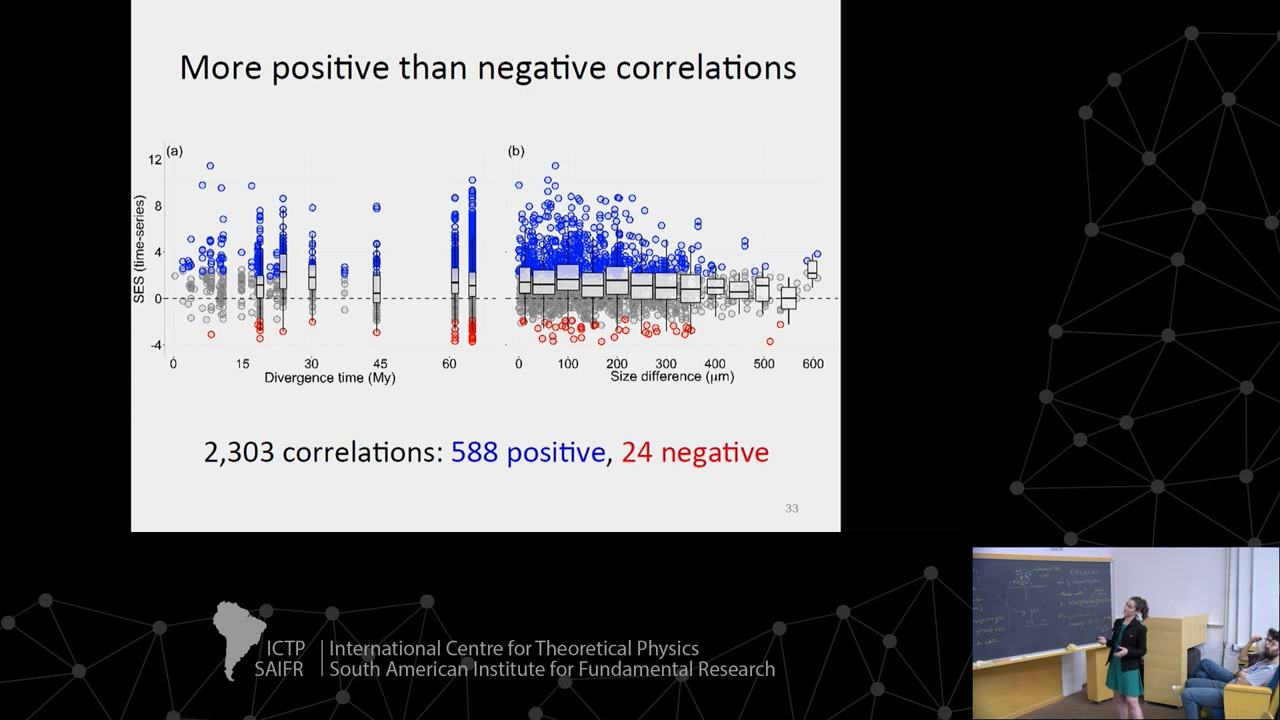 More positive than negative correlations
(a)
(b)
12
8
4
0
-4
SES (time-series)
0 15 30 45 60
Divergence time (My)
0 100 200 300 400 500 600
Size difference (µm)
2,303 correlations: 588 positive, 24 negative
33
ICTP
SAIFR
International Centre for Theoretical Physics
South American Institute for Fundamental Research